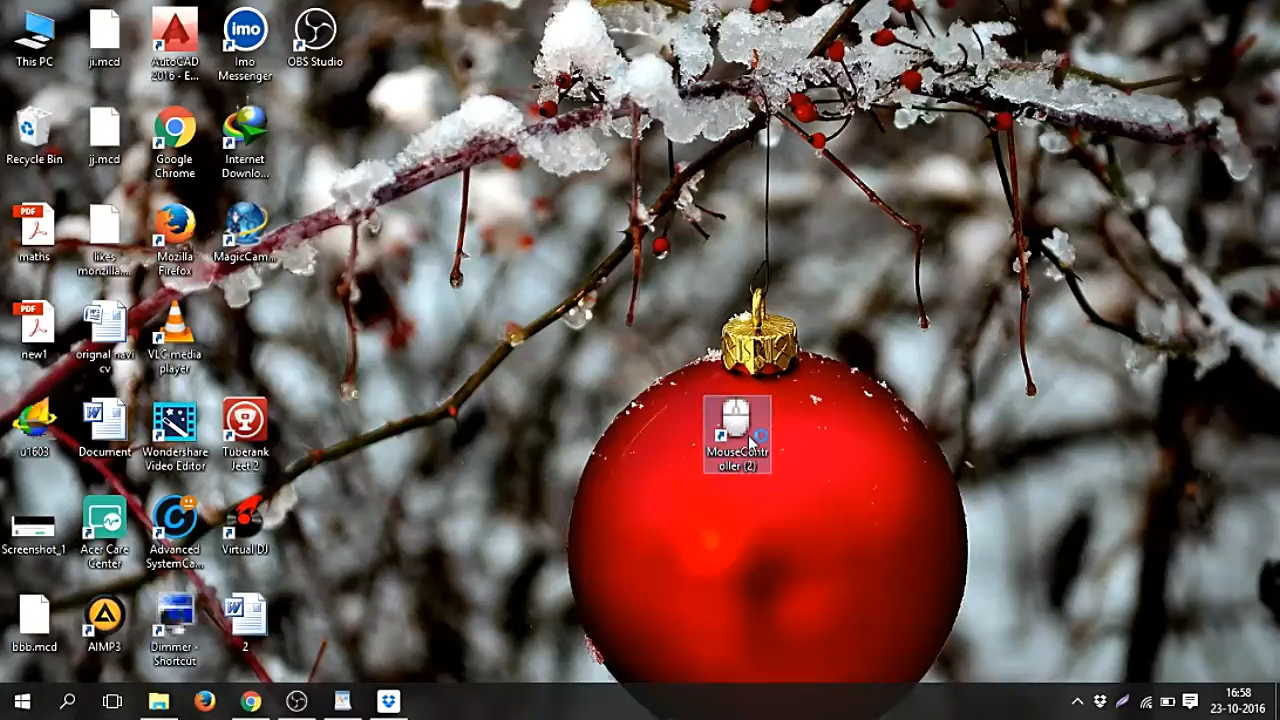 This PC
ji.mcd
AutoCAD
2016 - E...
imo
Imo
Messenger
OBS Studio
Recycle Bin
jj.mcd
Google
Chrome
Internet
Downlo...
PDF
maths
likes
monzilla...
Mozilla
Firefox
MagicCam...
PDF
new1
orignal navi
cv
VLC media
player
u1603
Document
Wondershare
Video Editor
Tuberank
Jeet 2
MouseContr
oller (2)
Screenshot_1
Acer Care
Center
Advanced
SystemCa...
Virtual DJ
bbb.mcd
AIMP3
Dimmer -
Shortcut
2
16:58
23-10-2016